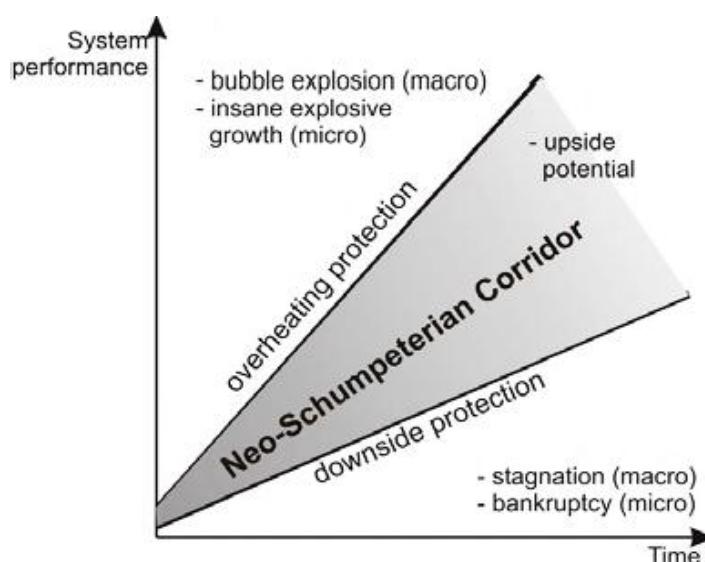 System
performance
- bubble explosion (macro)
- insane explosive
growth (micro)
- upside
potential
overheating protection
Neo-Schumpeterian Corridor
downside protection
- stagnation (macro)
- bankruptcy (micro)
Time